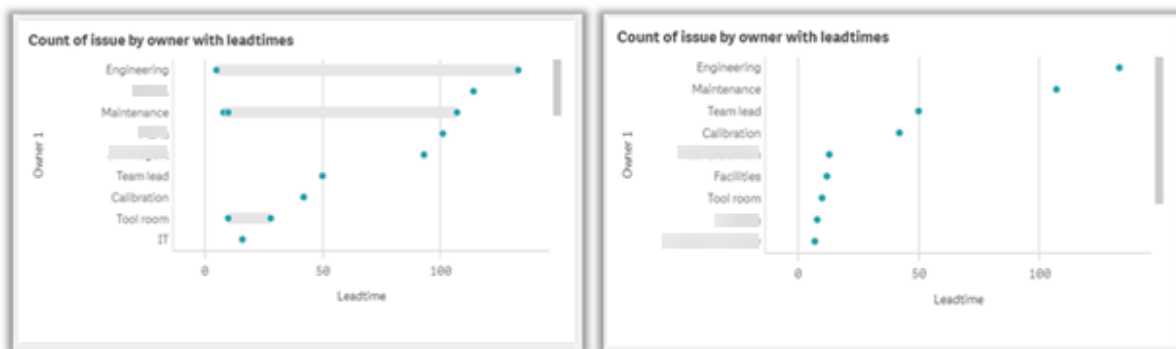 Count of issue by owner with leadtimes
Engineering
Maintenance
Team lead
Calibration
Tool room
IT
Owner 1
0 50 100
Leadtime
Count of issue by owner with leadtimes
Engineering
Maintenance
Team lead
Calibration
Facilities
Tool room
Owner 1
0 50 100
Leadtime